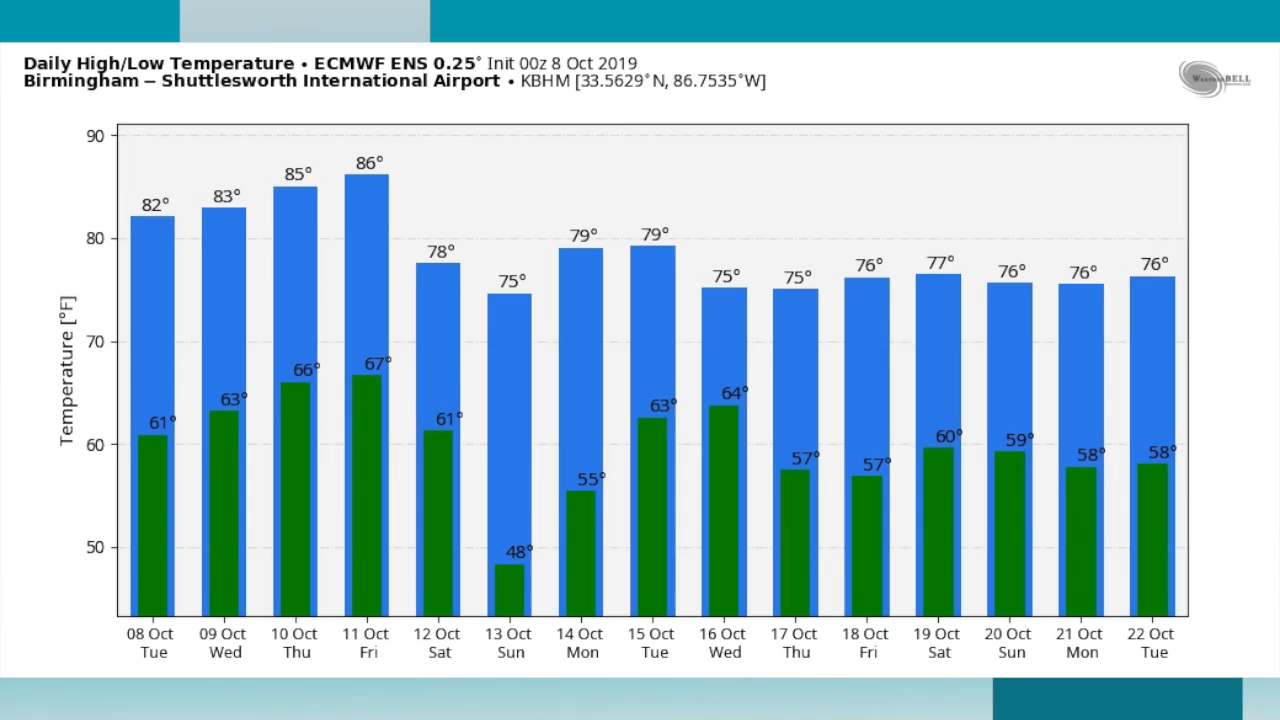 Daily High/Low Temperature • ECMWF ENS 0.25° Init 00z 8 Oct 2019
Birmingham – Shuttlesworth International Airport • KBHM [33.5629°N, 86.7535°W]
WeatherBELL
Temperature [°F]
90
80
70
60
50
82° 83° 85° 86° 78° 75° 79° 79° 75° 75° 76° 77° 76° 76° 76°
61° 63° 66° 67° 61° 48° 55° 63° 64° 57° 57° 60° 59° 58° 58°
08 Oct 09 Oct 10 Oct 11 Oct 12 Oct 13 Oct 14 Oct 15 Oct 16 Oct 17 Oct 18 Oct 19 Oct 20 Oct 21 Oct 22 Oct
Tue Wed Thu Fri Sat Sun Mon Tue Wed Thu Fri Sat Sun Mon Tue